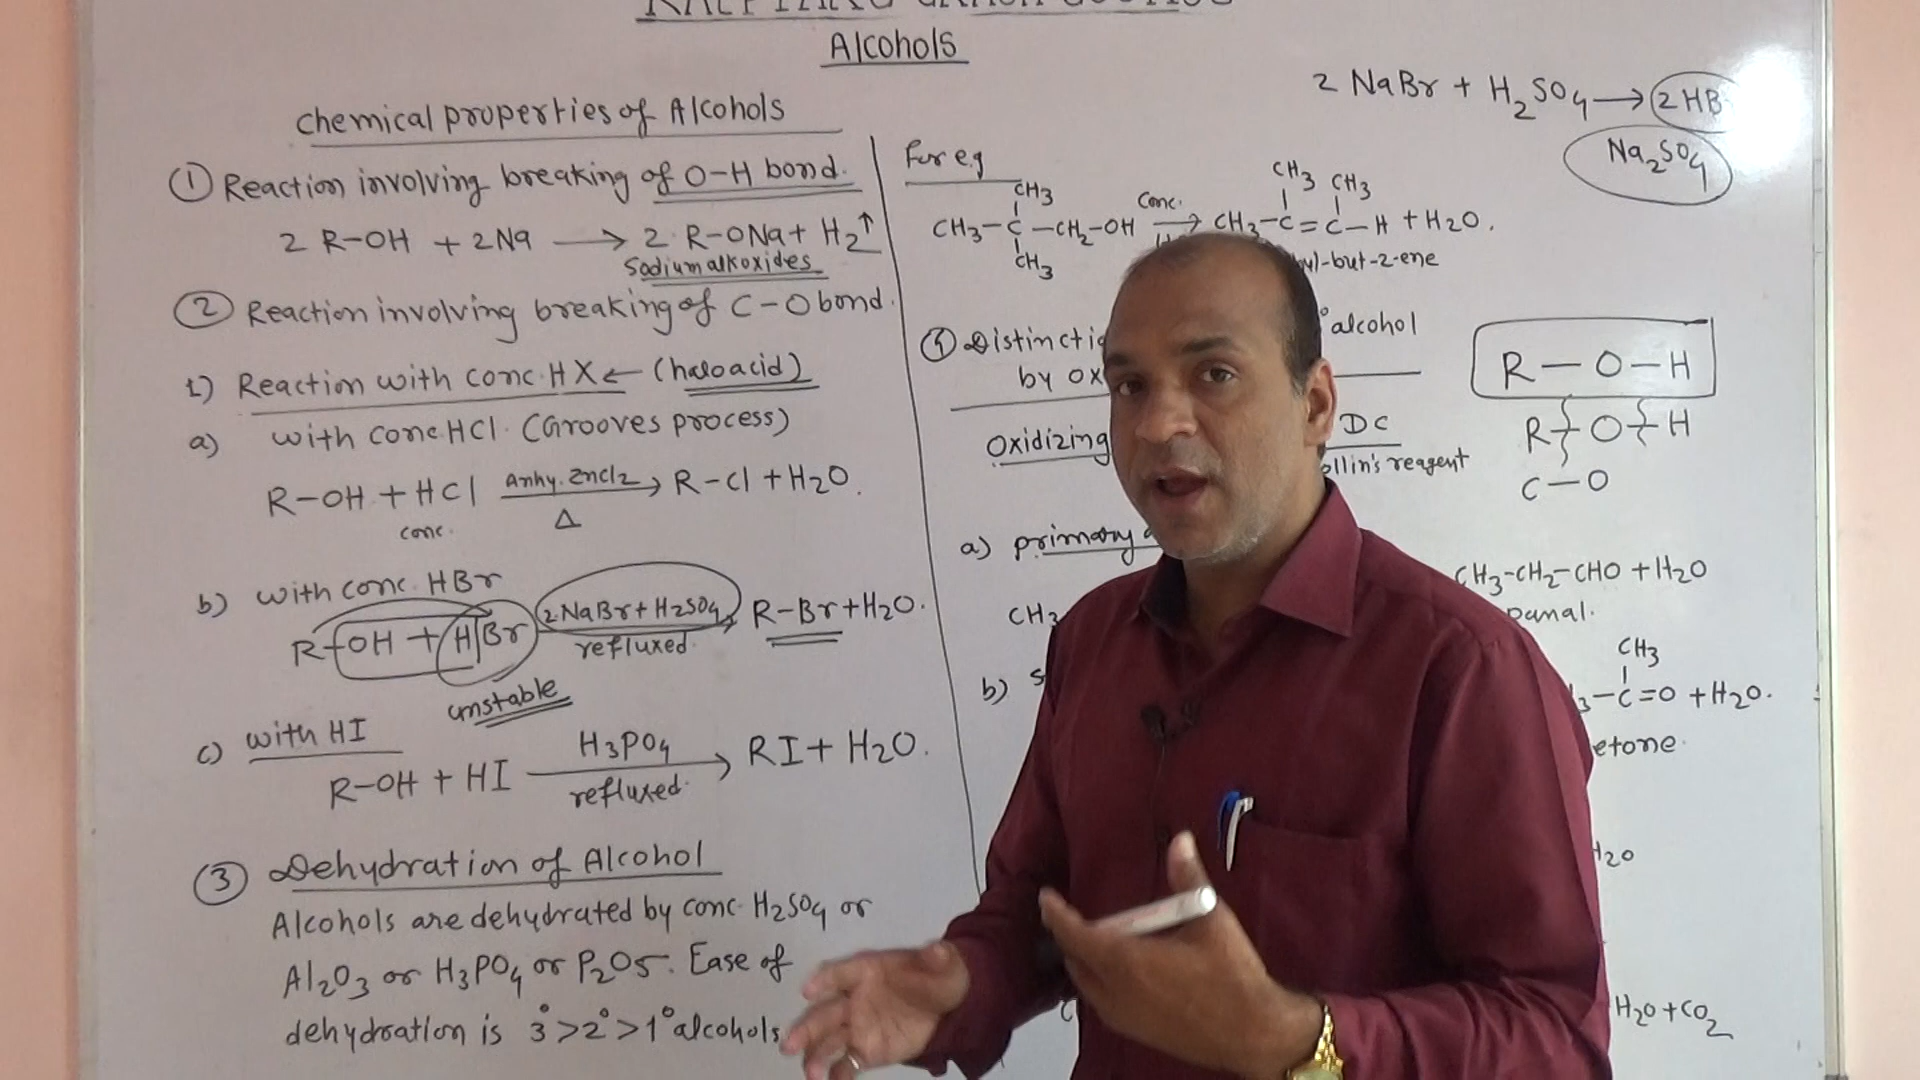 Alcohols
chemical properties of Alcohols
① Reaction involving breaking of O-H bond.
2 R-OH + 2Na → 2 R-ONa + H2↑
Sodium alkoxides
② Reaction involving breaking of C-O bond.
1) Reaction with conc. HX ← (haloacid)
a) with conc. HCl. (Grooves process)
R-OH + HCl Anhy. ZnCl2 → R-Cl + H2O.
conc. Δ
b) with conc. HBr
R-OH + HBr 2NaBr + H2SO4 → R-Br + H2O.
refluxed
unstable
c) with HI
R-OH + HI H3PO4 → RI + H2O.
refluxed.
③ Dehydration of Alcohol
Alcohols are dehydrated by conc. H2SO4 or
Al2O3 or H3PO4 or P2O5. Ease of
dehydration is 3° > 2° > 1° alcohols
2 NaBr + H2SO4 → 2HB
Na2SO4
For eg
CH3 CH3 CH3
CH3-C-CH2-OH Conc. → CH3-C=C-H + H2O.
CH3
-but-2-ene
④
alcohol
by
Oxidizing DC
reagent
R-O-H
R-O-H
C-O
a) primary
CH3 CH3-CH2-CHO + H2O
b)
CH3
-C=O + H2O.
H2O + CO2